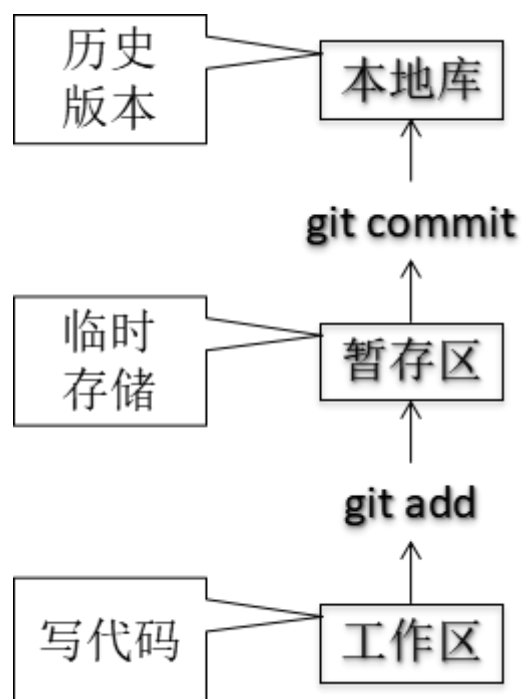 历史
版本
本地库
git commit
临时
存储
暂存区
git add
写代码
工作区